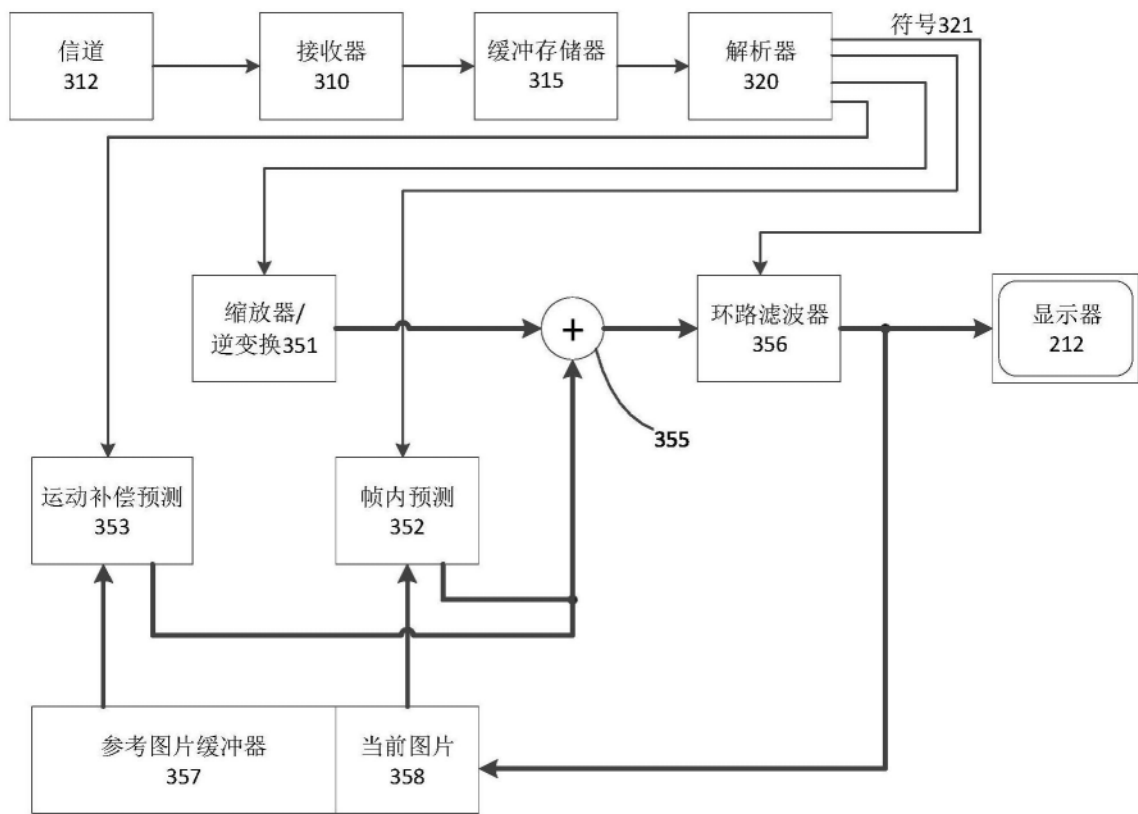 符号321
信道
312
接收器
310
缓冲存储器
315
解析器
320
缩放器/
逆变换351
+
环路滤波器
356
显示器
212
355
运动补偿预测
353
帧内预测
352
参考图片缓冲器
357
当前图片
358